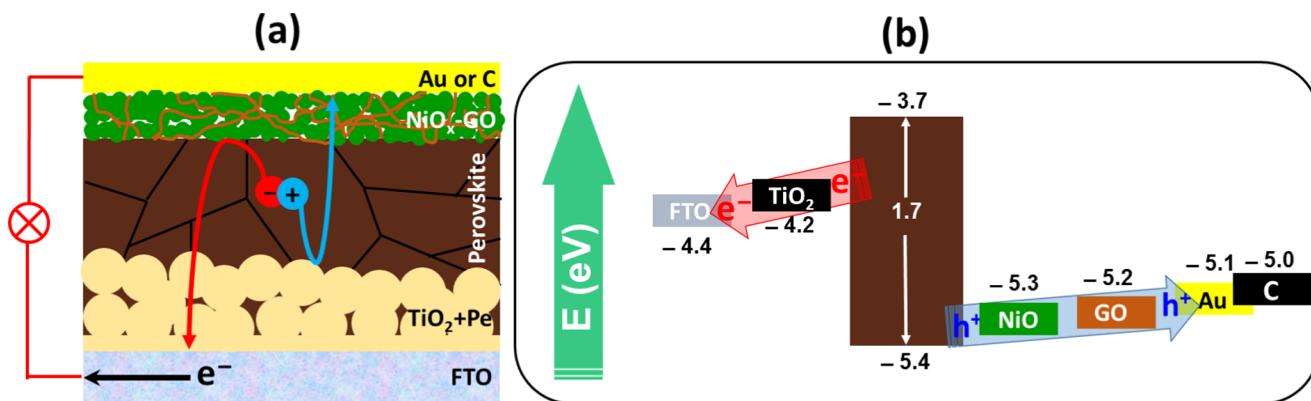 (a)
Au or C
NiOₓ-GO
Perovskite
− +
TiO₂+Pe
e⁻
FTO
(b)
E (eV)
– 3.7
1.7
– 5.4
e⁻
TiO₂
e⁻
FTO
– 4.2
– 4.4
h⁺
– 5.3
NiO
– 5.2
GO
h⁺
– 5.1
Au
– 5.0
C